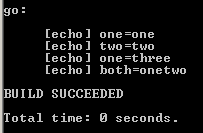 go:
[echo] one=one
[echo] two=two
[echo] one=three
[echo] both=onetwo
BUILD SUCCEEDED
Total time: 0 seconds.